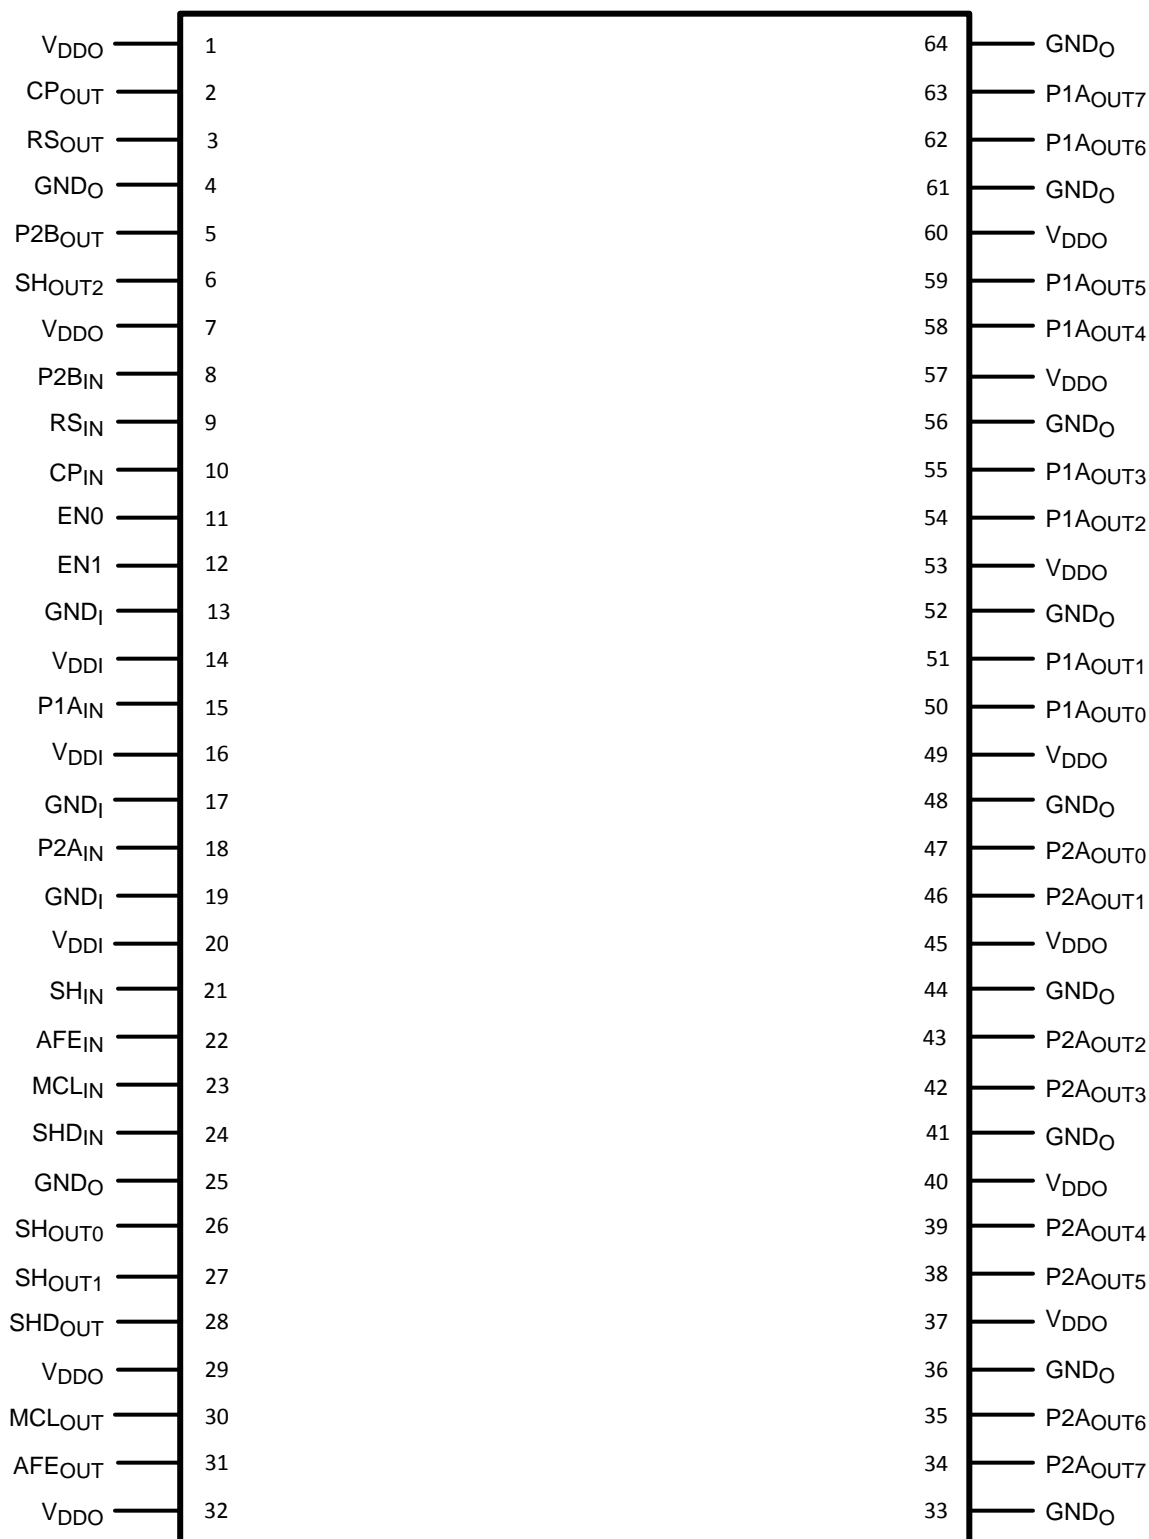 VDDO 1 64 GNDO
CPOUT 2 63 P1AOUT7
RSOUT 3 62 P1AOUT6
GNDO 4 61 GNDO
P2BOUT 5 60 VDDO
SHOUT2 6 59 P1AOUT5
VDDO 7 58 P1AOUT4
P2BIN 8 57 VDDO
RSIN 9 56 GNDO
CPIN 10 55 P1AOUT3
EN0 11 54 P1AOUT2
EN1 12 53 VDDO
GNDI 13 52 GNDO
VDDI 14 51 P1AOUT1
P1AIN 15 50 P1AOUT0
VDDI 16 49 VDDO
GNDI 17 48 GNDO
P2AIN 18 47 P2AOUT0
GNDI 19 46 P2AOUT1
VDDI 20 45 VDDO
SHIN 21 44 GNDO
AFEIN 22 43 P2AOUT2
MCLIN 23 42 P2AOUT3
SHDIN 24 41 GNDO
GNDO 25 40 VDDO
SHOUT0 26 39 P2AOUT4
SHOUT1 27 38 P2AOUT5
SHDOUT 28 37 VDDO
VDDO 29 36 GNDO
MCLOUT 30 35 P2AOUT6
AFEOUT 31 34 P2AOUT7
VDDO 32 33 GNDO